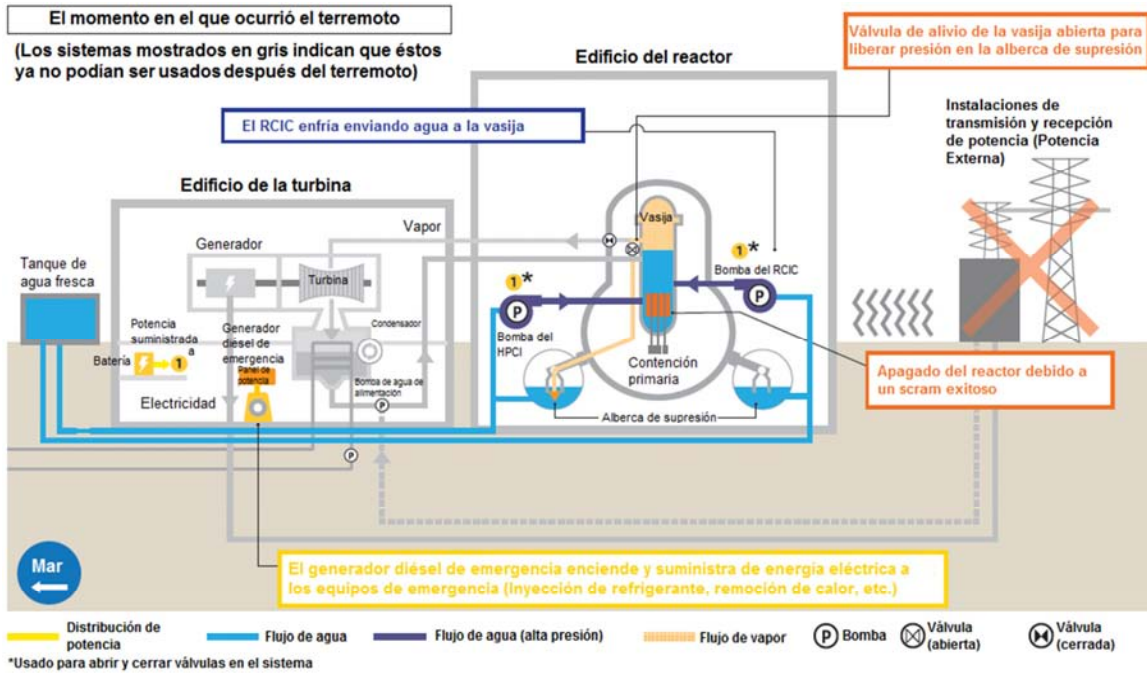 El momento en el que ocurrió el terremoto
(Los sistemas mostrados en gris indican que éstos
ya no podían ser usados después del terremoto)
Válvula de alivio de la vasija abierta para
liberar presión en la alberca de supresión
Edificio del reactor
El RCIC enfría enviando agua a la vasija
Instalaciones de
transmisión y recepción
de potencia (Potencia
Externa)
Edificio de la turbina
Vapor
Vasija
Generador
Turbina
Tanque de
agua fresca
1*
Bomba del RCIC
P
1*
P
Bomba del
HPCI
Potencia
suministrada
a
Batería
1
Generador
diésel de
emergencia
Panel de
potencia
Condensador
Bomba de agua de
alimentación
P
Electricidad
Contención
primaria
Alberca de supresión
Apagado del reactor debido a
un scram exitoso
P
Mar
El generador diésel de emergencia enciende y suministra de energía eléctrica a
los equipos de emergencia (Inyección de refrigerante, remoción de calor, etc.)
Distribución de
potencia
Flujo de agua
Flujo de agua (alta presión)
Flujo de vapor
P Bomba
Válvula
(abierta)
Válvula
(cerrada)
*Usado para abrir y cerrar válvulas en el sistema